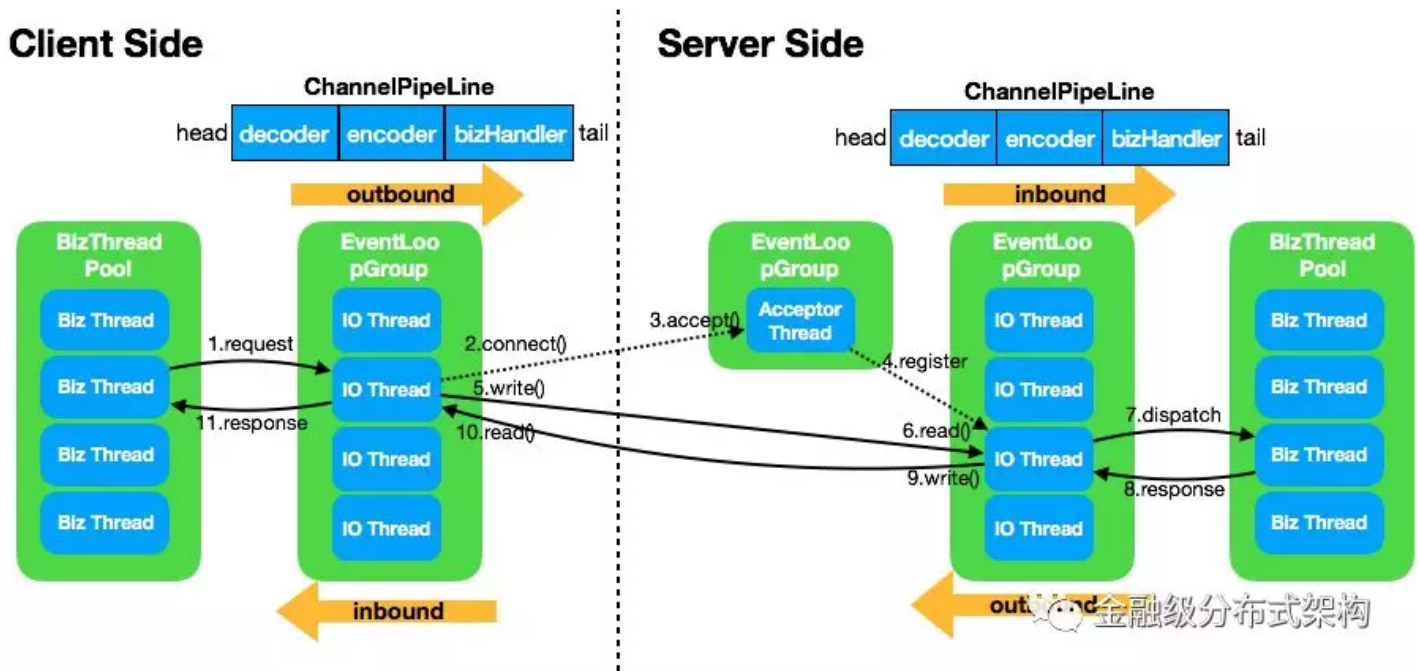 Client Side
ChannelPipeLine
head decoder encoder bizHandler tail
outbound
BizThread
Pool
Biz Thread
Biz Thread
Biz Thread
Biz Thread
1.request
11.response
EventLoo
pGroup
IO Thread
IO Thread
IO Thread
IO Thread
2.connect()
5.write()
10.read()
inbound
Server Side
ChannelPipeLine
head decoder encoder bizHandler tail
inbound
EventLoo
pGroup
3.accept()
Acceptor
Thread
4.register
EventLoo
pGroup
IO Thread
IO Thread
IO Thread
IO Thread
6.read()
9.write()
7.dispatch
8.response
BizThread
Pool
Biz Thread
Biz Thread
Biz Thread
Biz Thread
outbound
金融级分布式架构